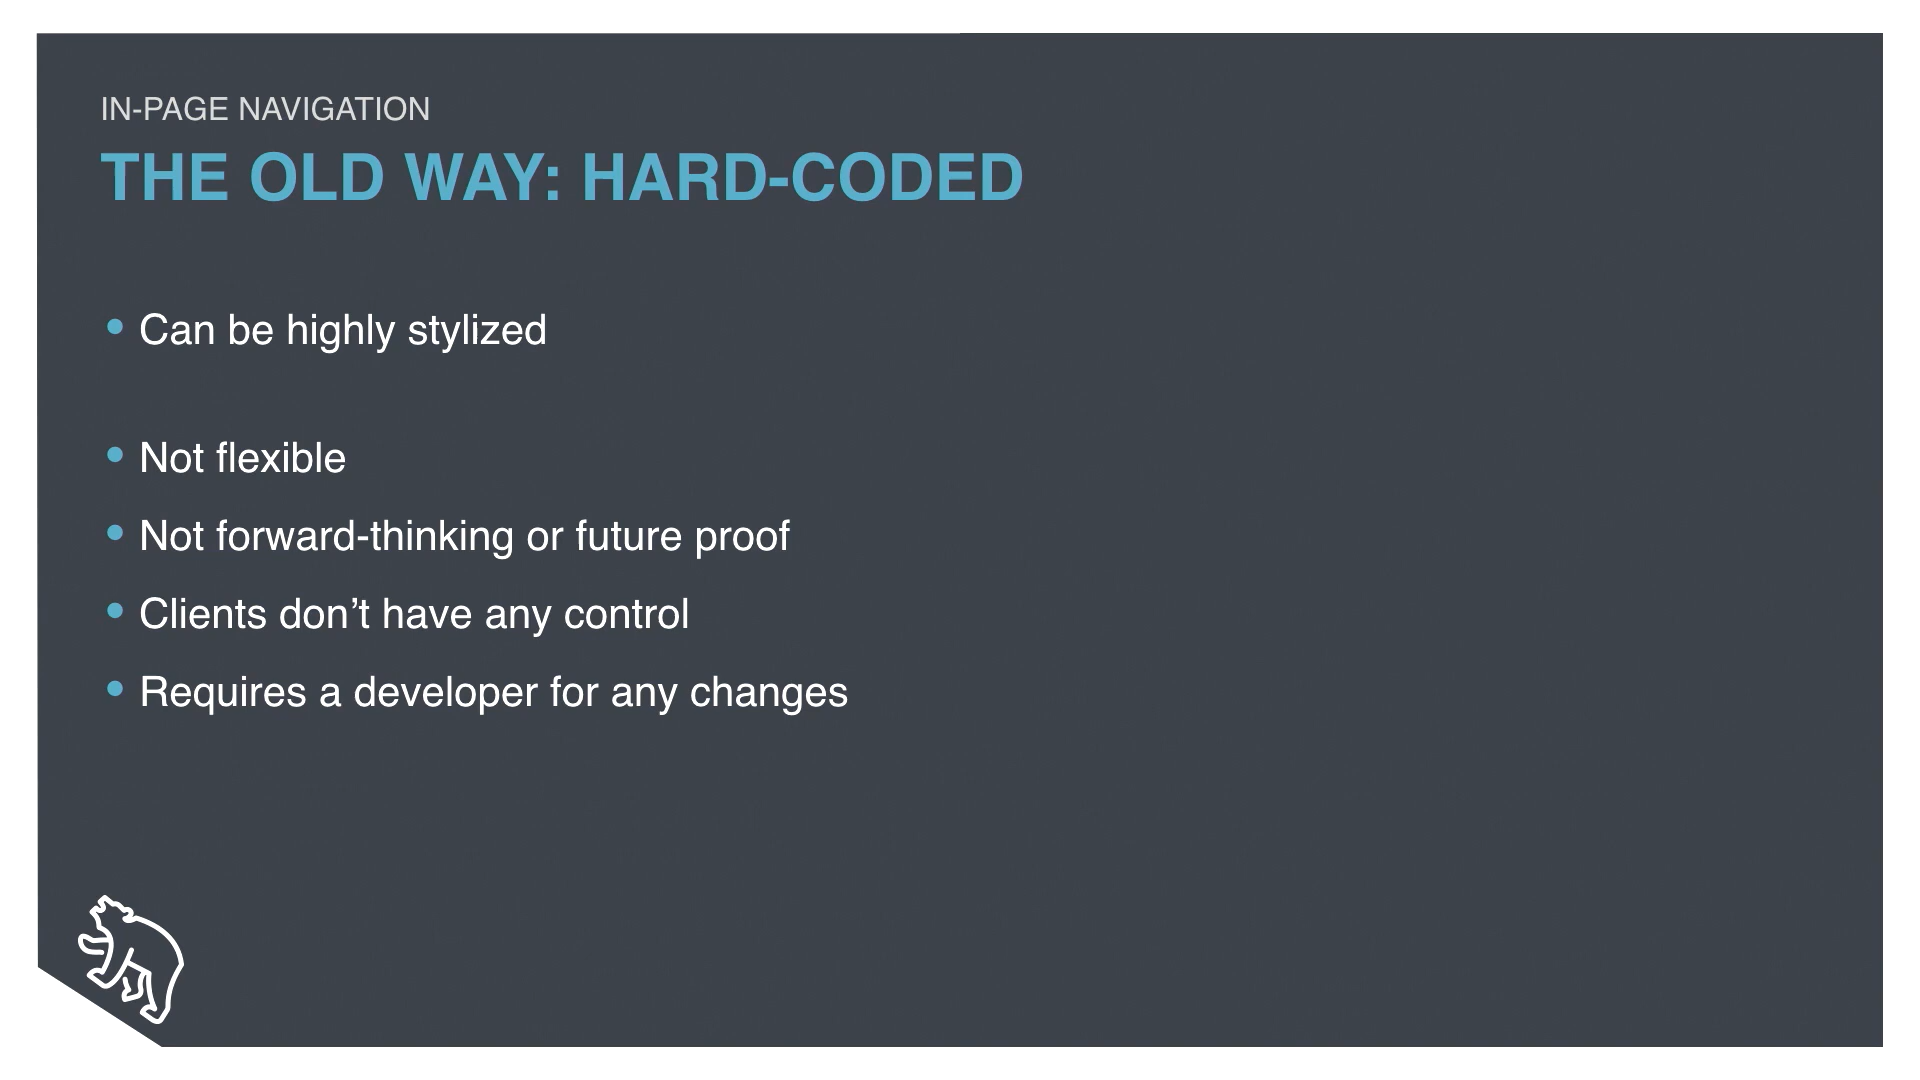 IN-PAGE NAVIGATION
THE OLD WAY: HARD-CODED
• Can be highly stylized
• Not flexible
• Not forward-thinking or future proof
• Clients don’t have any control
• Requires a developer for any changes